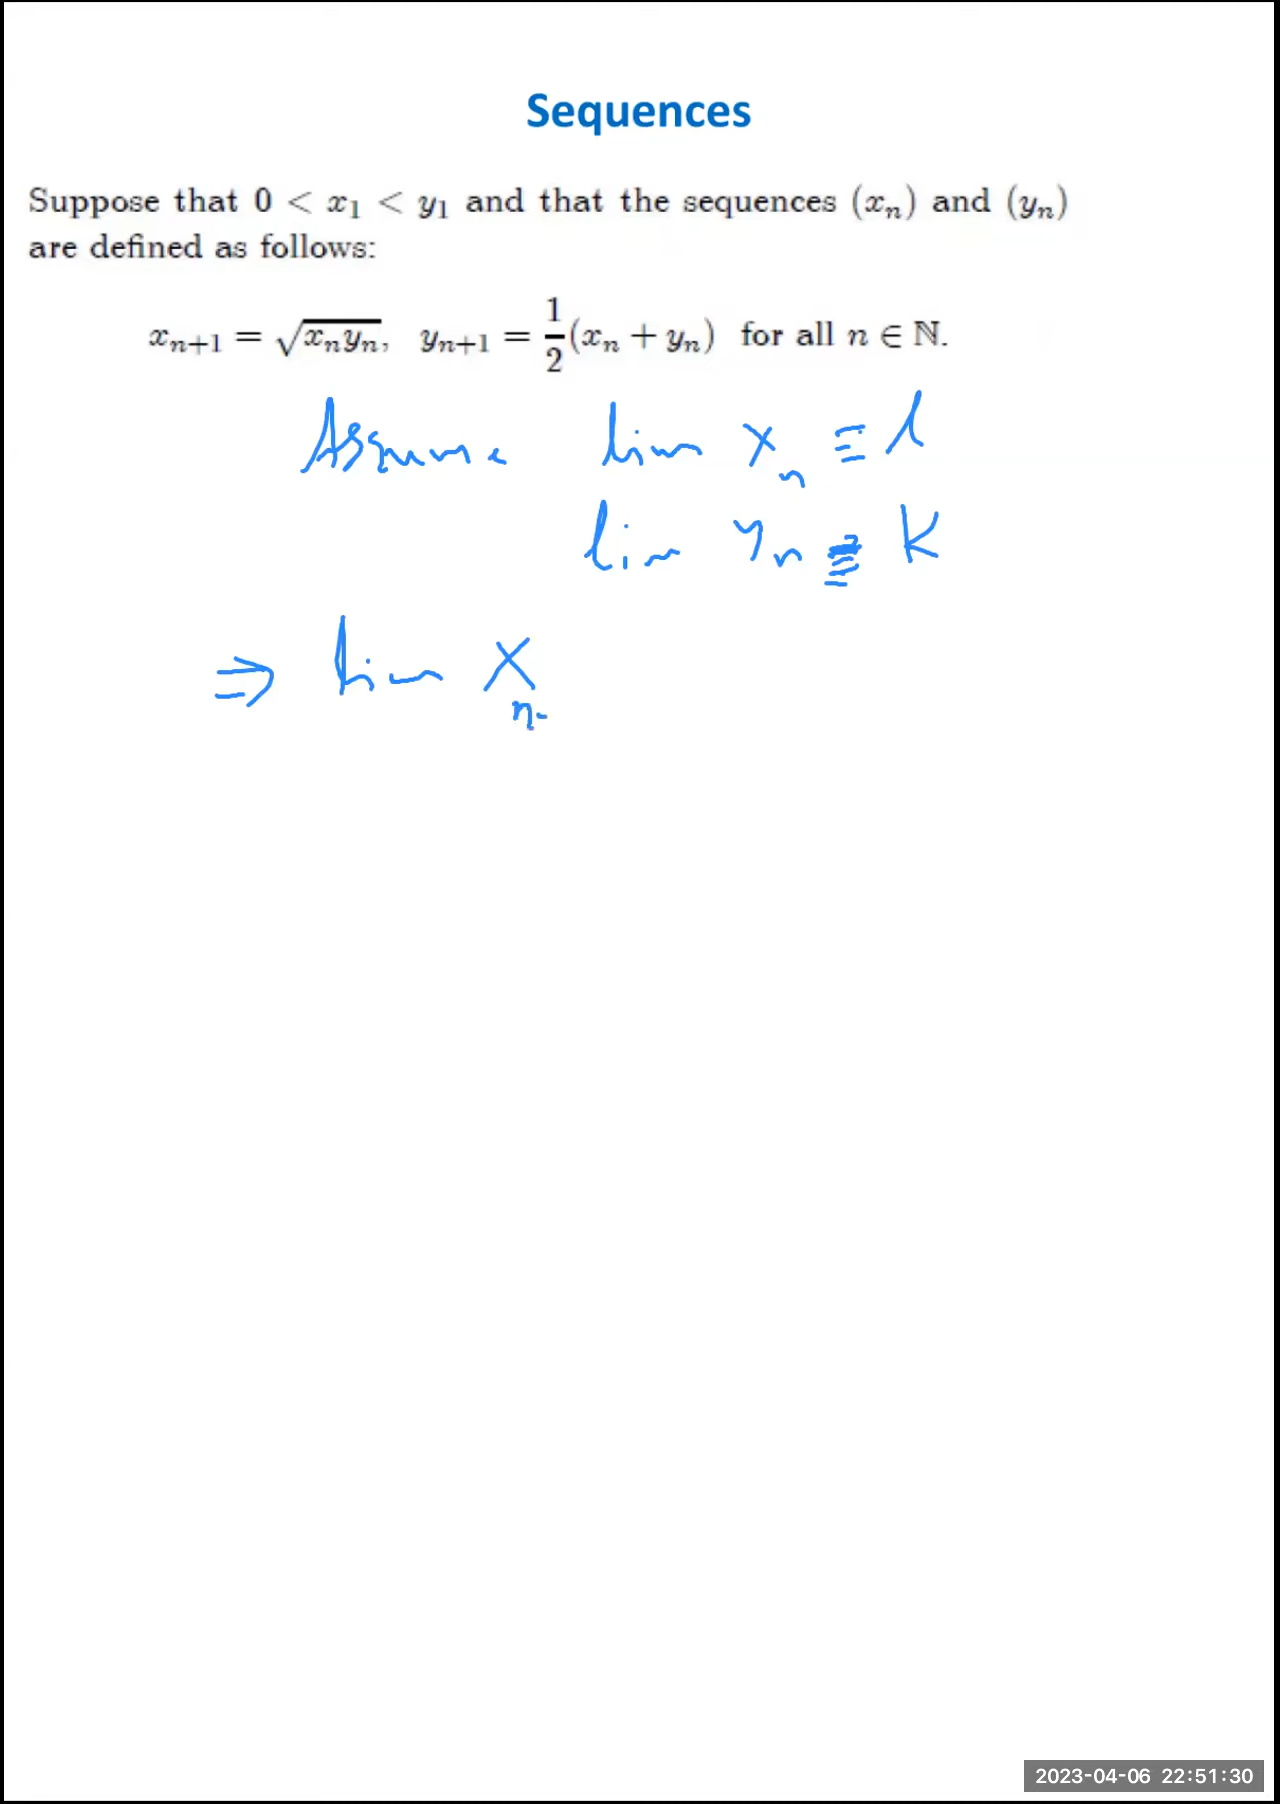 Sequences
Suppose that 0 < x₁ < y₁ and that the sequences (xₙ) and (yₙ)
are defined as follows:
xₙ₊₁ = √(xₙyₙ), yₙ₊₁ = 1/2 (xₙ + yₙ) for all n ∈ ℕ.
Assume lim xₙ ≡ l
lim yₙ ≡ K
⇒ lim xₙ
2023-04-06 22:51:30